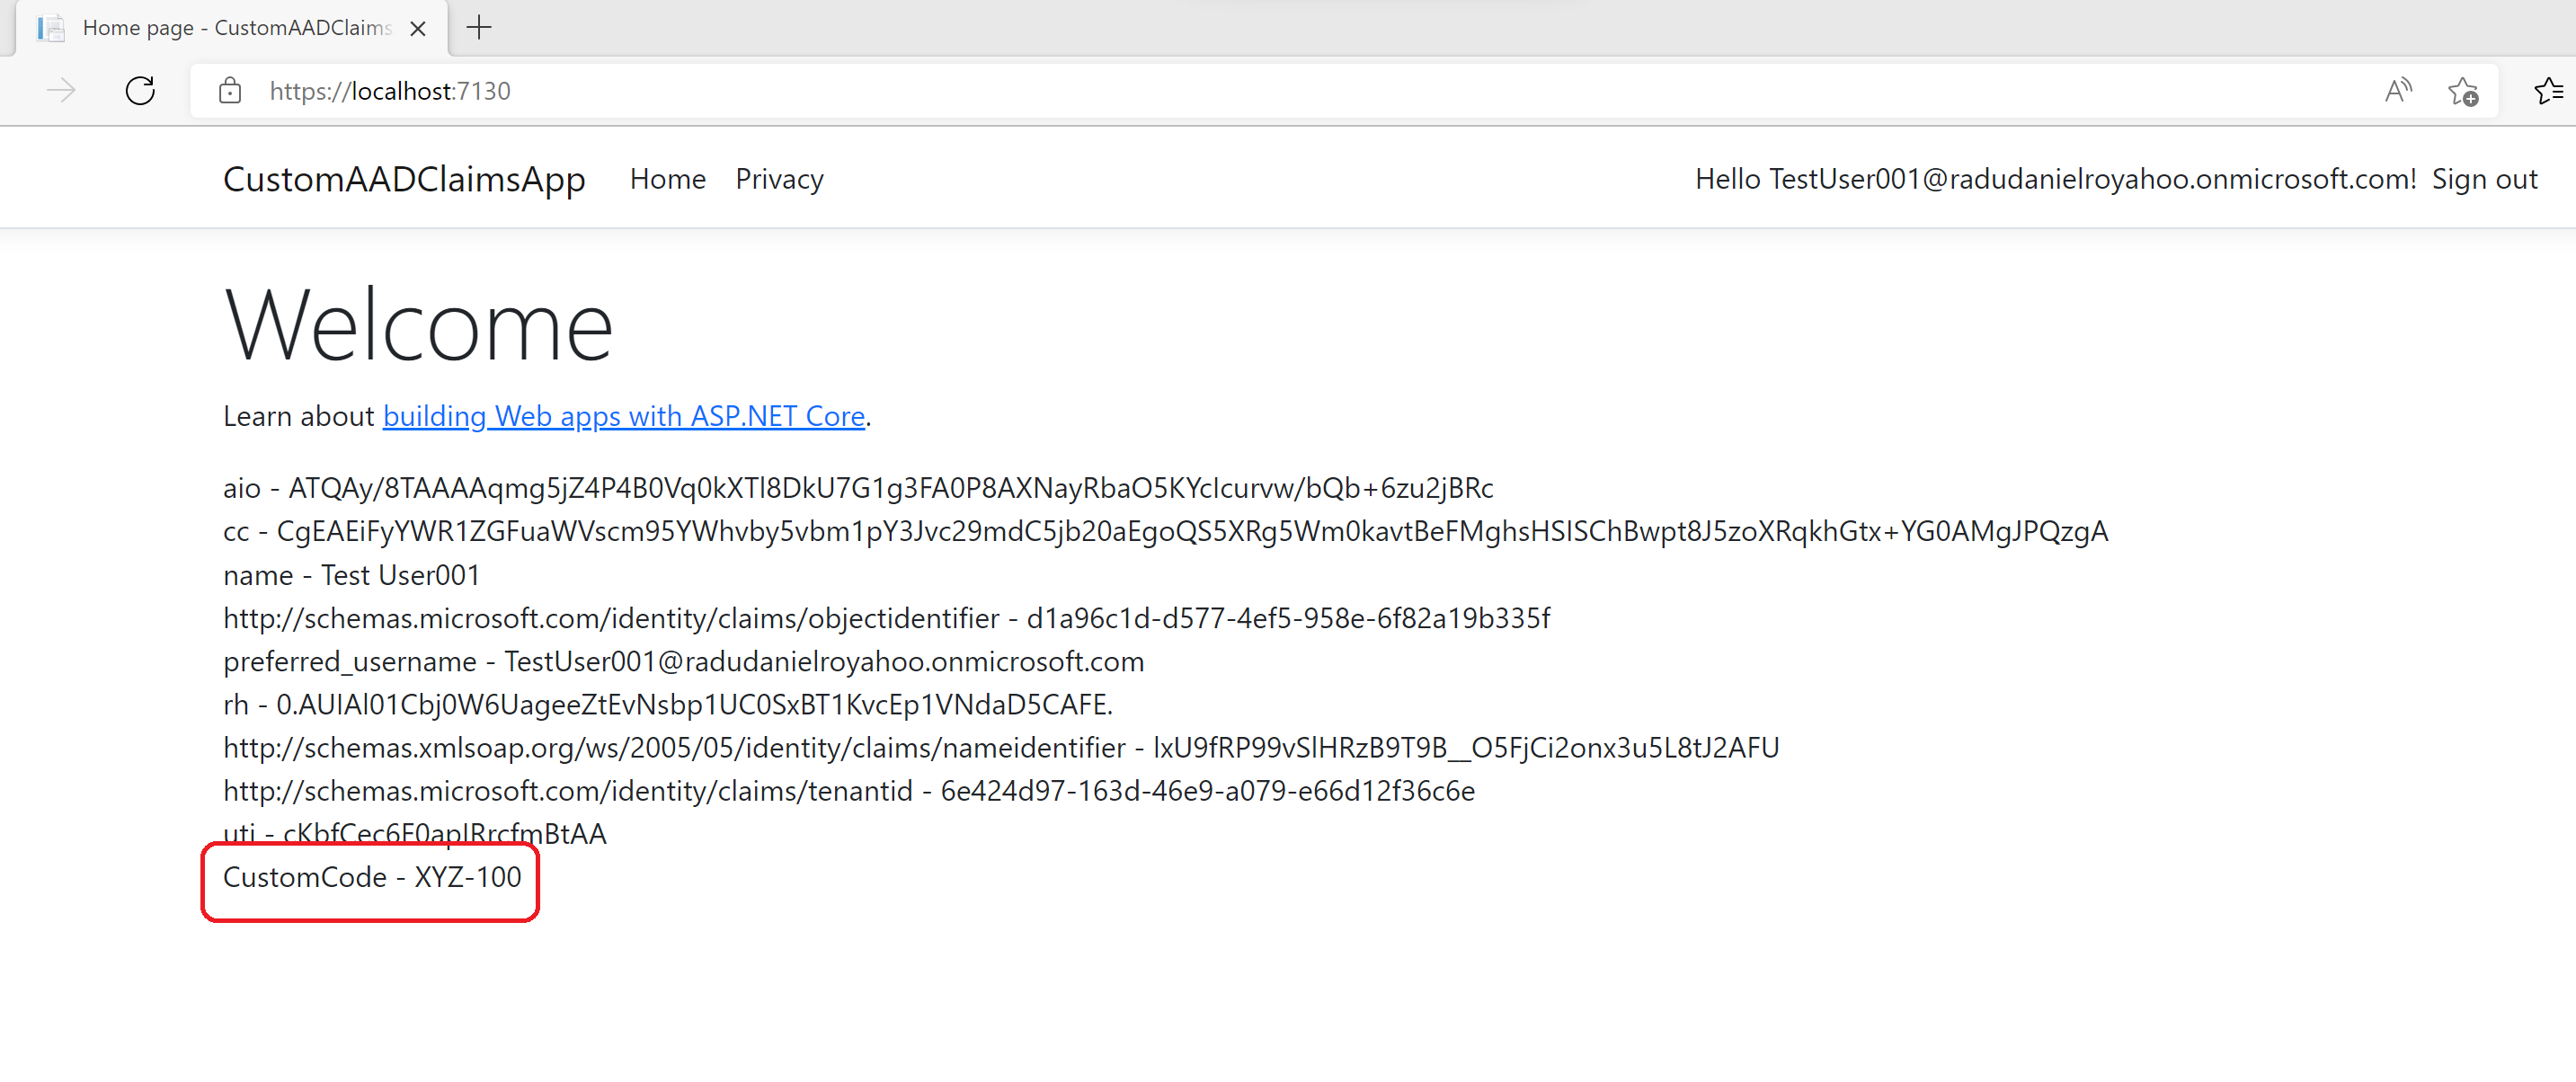 Home page - CustomAADClaims
https://localhost:7130
CustomAADClaimsApp Home Privacy Hello TestUser001@radudanielroyahoo.onmicrosoft.com! Sign out
Welcome
Learn about building Web apps with ASP.NET Core.
aio - ATQAy/8TAAAAqmg5jZ4P4B0Vq0kXTl8DkU7G1g3FA0P8AXNayRbaO5KYcIcurvw/bQb+6zu2jBRc
cc - CgEAEiFyYWR1ZGFuaWVscm95YWhvby5vbm1pY3Jvc29mdC5jb20aEgoQS5XRg5Wm0kavtBeFMghsHSISChBwpt8J5zoXRqkhGtx+YG0AMgJPQzgA
name - Test User001
http://schemas.microsoft.com/identity/claims/objectidentifier - d1a96c1d-d577-4ef5-958e-6f82a19b335f
preferred_username - TestUser001@radudanielroyahoo.onmicrosoft.com
rh - 0.AUIAl01Cbj0W6UageeZtEvNsbp1UC0SxBT1KvcEp1VNdaD5CAFE.
http://schemas.xmlsoap.org/ws/2005/05/identity/claims/nameidentifier - lxU9fRP99vSlHRzB9T9B__O5FjCi2onx3u5L8tJ2AFU
http://schemas.microsoft.com/identity/claims/tenantid - 6e424d97-163d-46e9-a079-e66d12f36c6e
uti - cKbfCec6F0apIRrcfmBtAA
CustomCode - XYZ-100